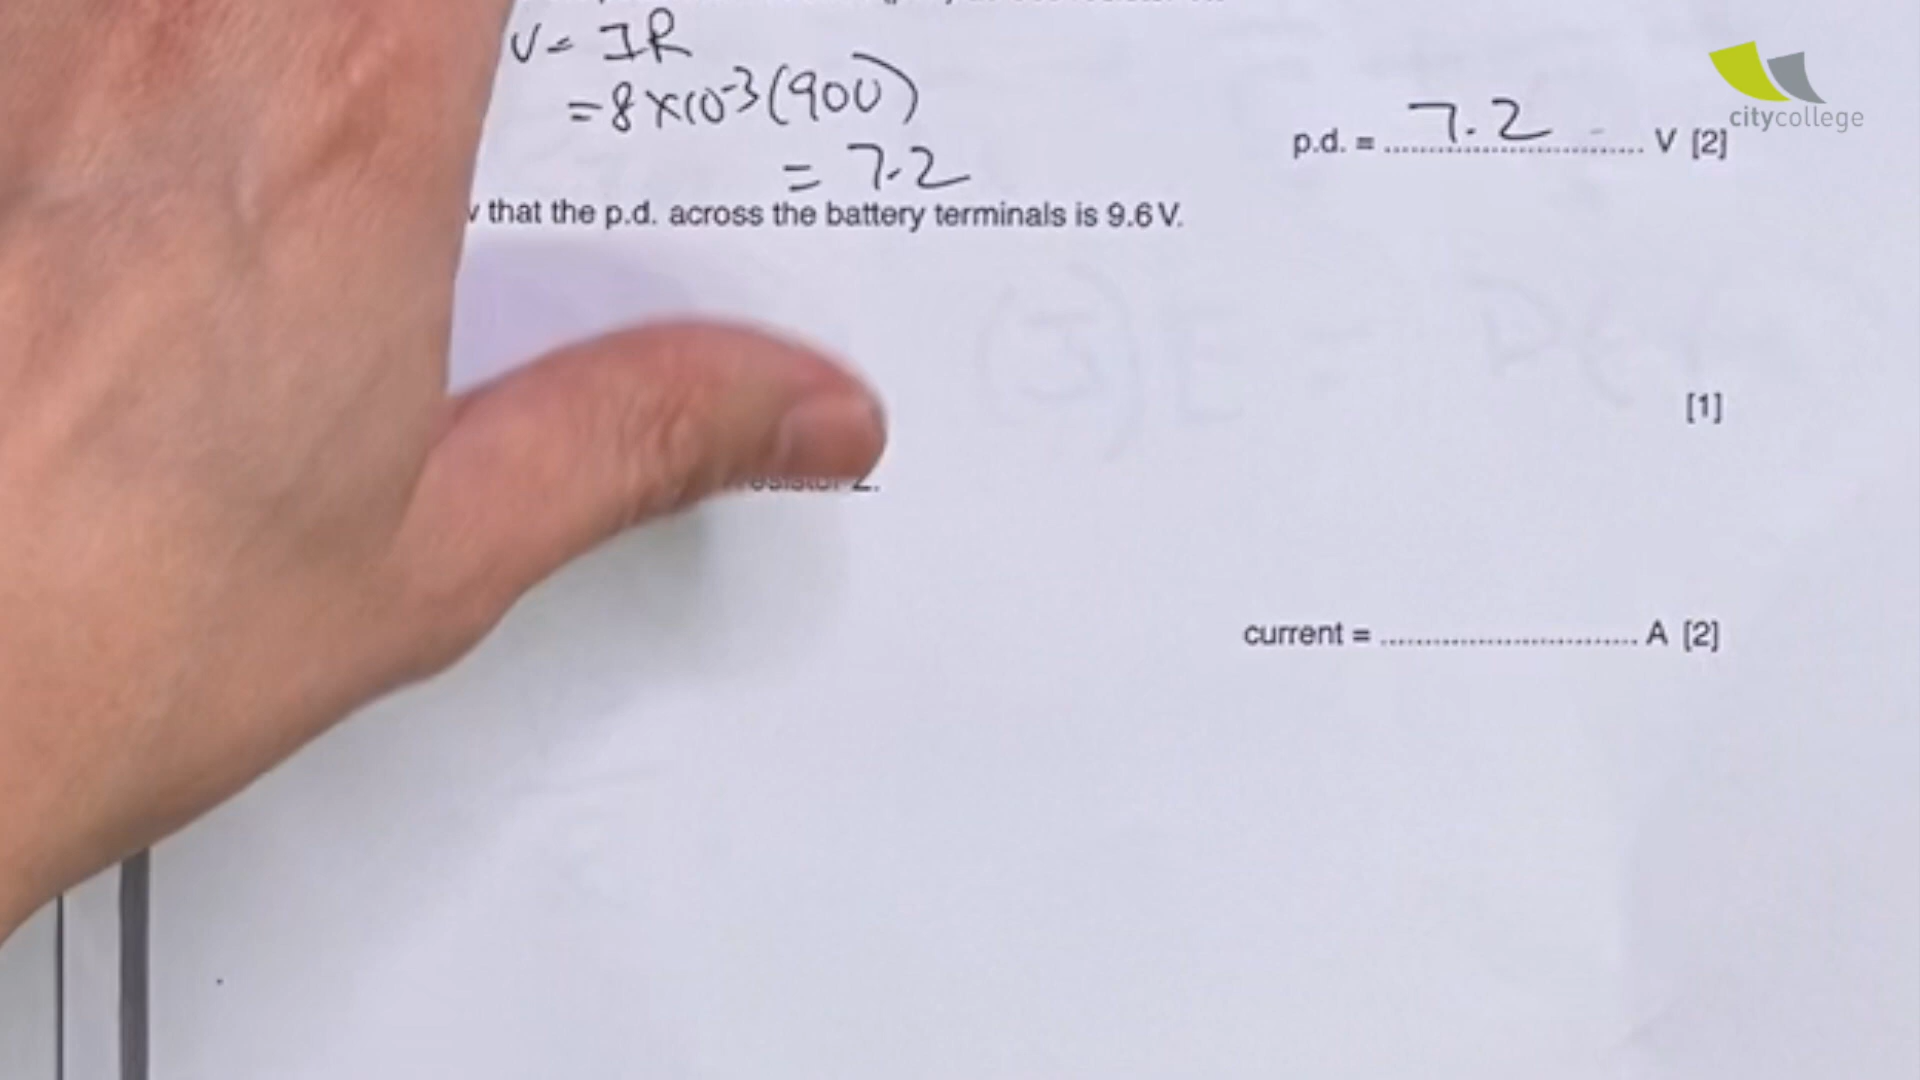 V = IR
= 8 x 10-3 (900)
= 7.2
p.d. = 7.2 V [2]
citycollege
that the p.d. across the battery terminals is 9.6 V.
[1]
resistor Z.
current = ........................ A [2]